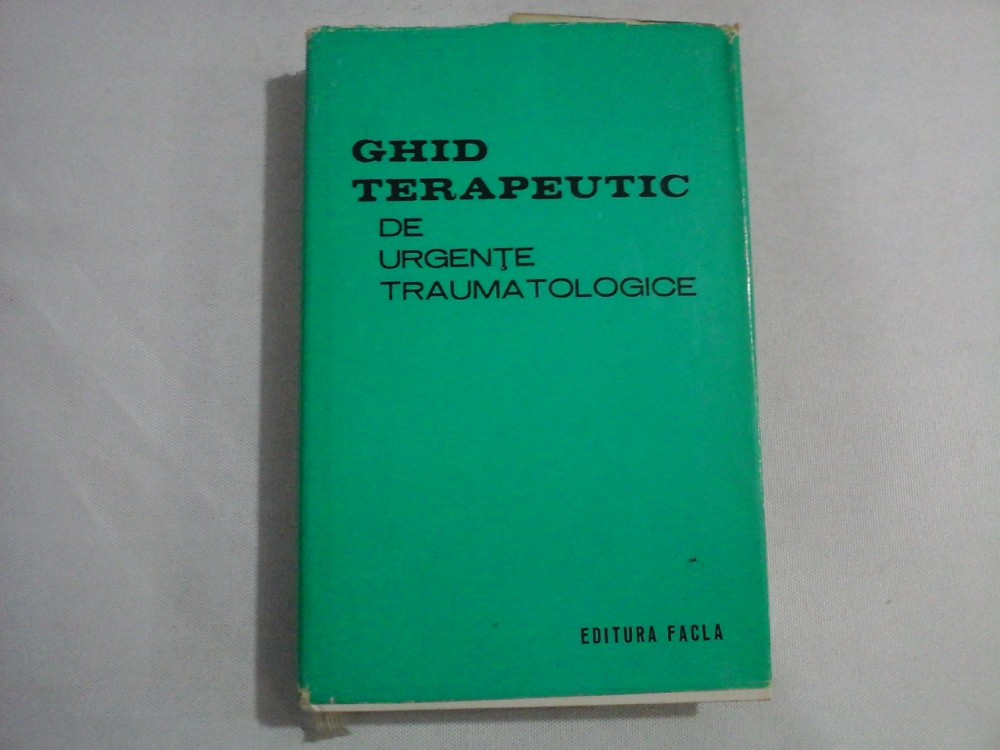 GHID
TERAPEUTIC
DE
URGENŢE
TRAUMATOLOGICE
EDITURA FACLA